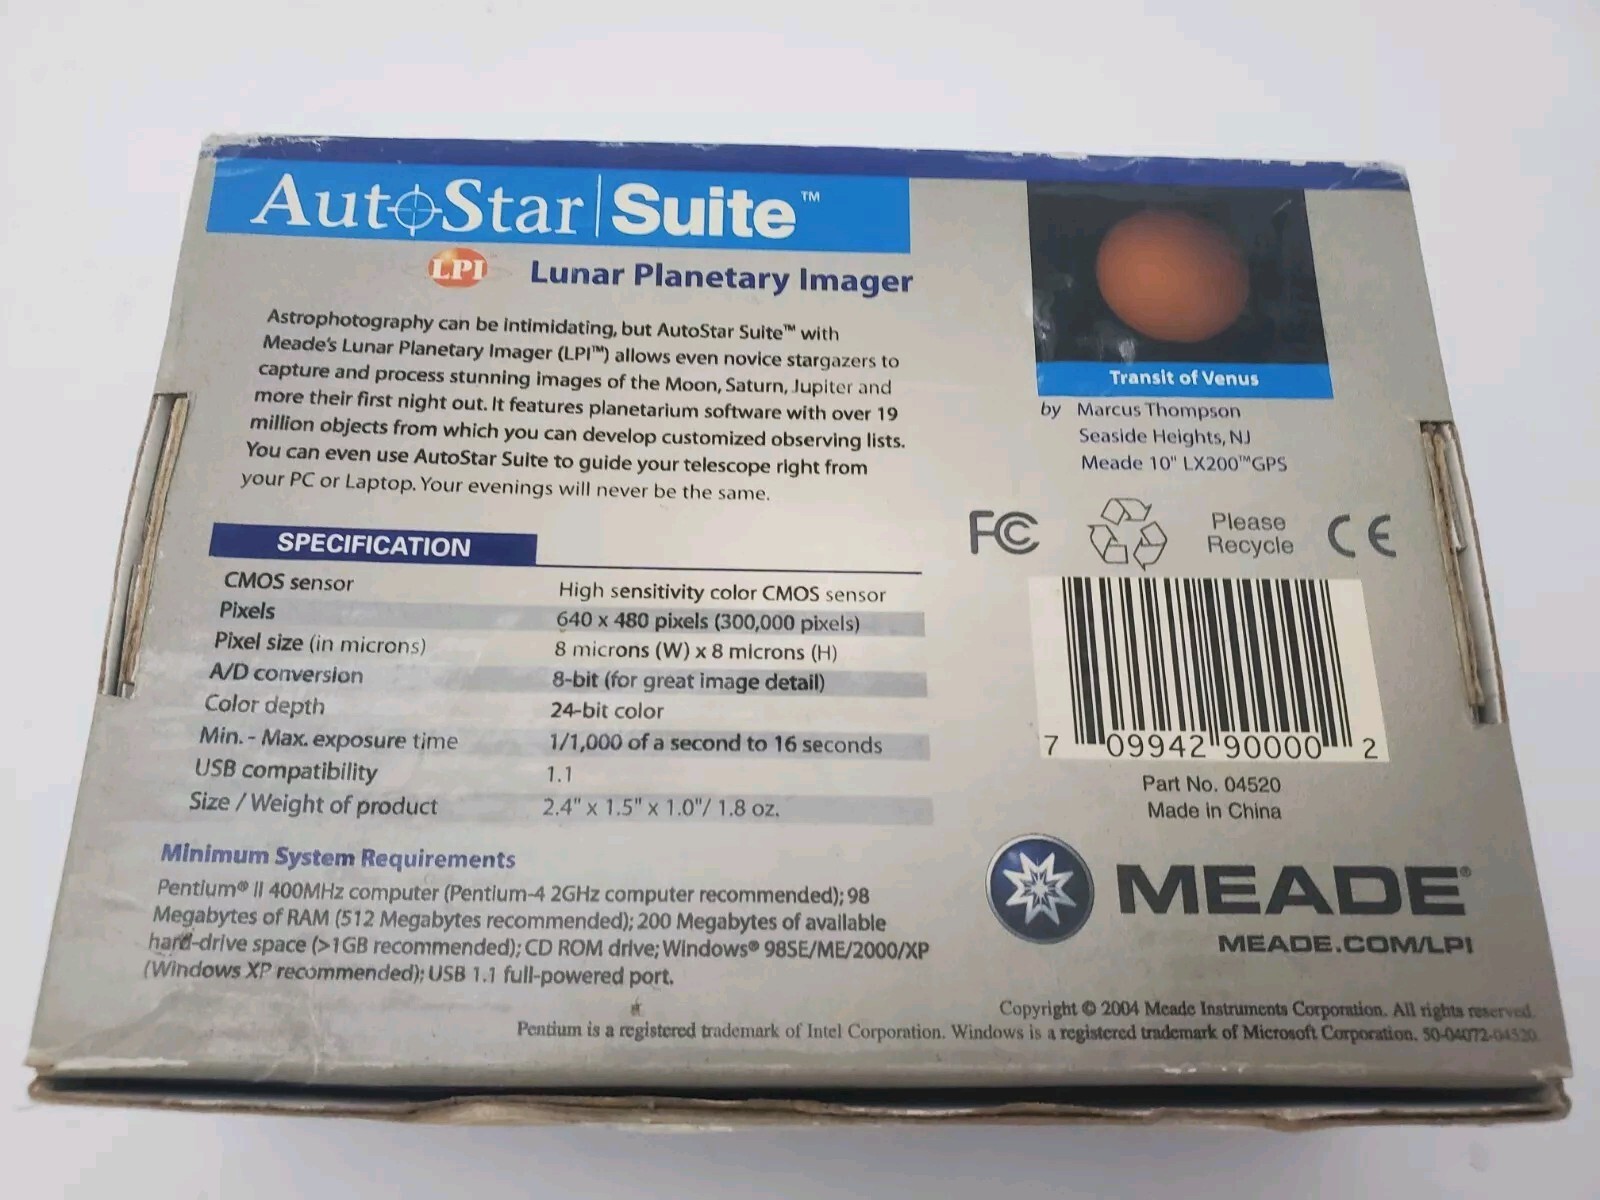 AutoStar Suite™
LPI™ Lunar Planetary Imager
Astrophotography can be intimidating, but AutoStar Suite™ with
Meade's Lunar Planetary Imager (LPI™) allows even novice stargazers to
capture and process stunning images of the Moon, Saturn, Jupiter and
more their first night out. It features planetarium software with over 19
million objects from which you can develop customized observing lists.
You can even use AutoStar Suite to guide your telescope right from
your PC or Laptop. Your evenings will never be the same.
SPECIFICATION
CMOS sensor High sensitivity color CMOS sensor
Pixels 640 x 480 pixels (300,000 pixels)
Pixel size (in microns) 8 microns (W) x 8 microns (H)
A/D conversion 8-bit (for great image detail)
Color depth 24-bit color
Min. - Max. exposure time 1/1,000 of a second to 16 seconds
USB compatibility 1.1
Size / Weight of product 2.4" x 1.5" x 1.0"/ 1.8 oz.
Minimum System Requirements
Pentium® II 400MHz computer (Pentium-4 2GHz computer recommended); 98
Megabytes of RAM (512 Megabytes recommended); 200 Megabytes of available
hard-drive space (>1GB recommended); CD ROM drive; Windows® 98SE/ME/2000/XP
(Windows XP recommended); USB 1.1 full-powered port.
Transit of Venus
by Marcus Thompson
Seaside Heights, NJ
Meade 10" LX200™GPS
FC
Please
Recycle
CE
7 09942 90000 2
Part No. 04520
Made in China
MEADE®
MEADE.COM/LPI
Copyright © 2004 Meade Instruments Corporation. All rights reserved.
Pentium is a registered trademark of Intel Corporation. Windows is a registered trademark of Microsoft Corporation. 50-04072-04520